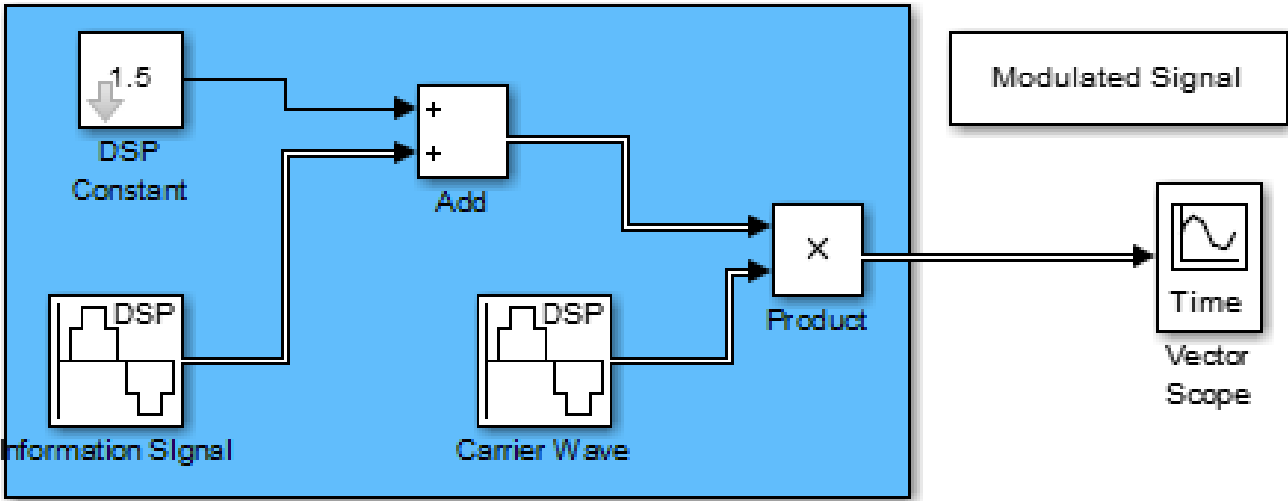 1.5
DSP
Constant
+
+
Add
Modulated Signal
×
Product
Time
Vector
Scope
DSP
Information SIgnal
DSP
Carrier Wave